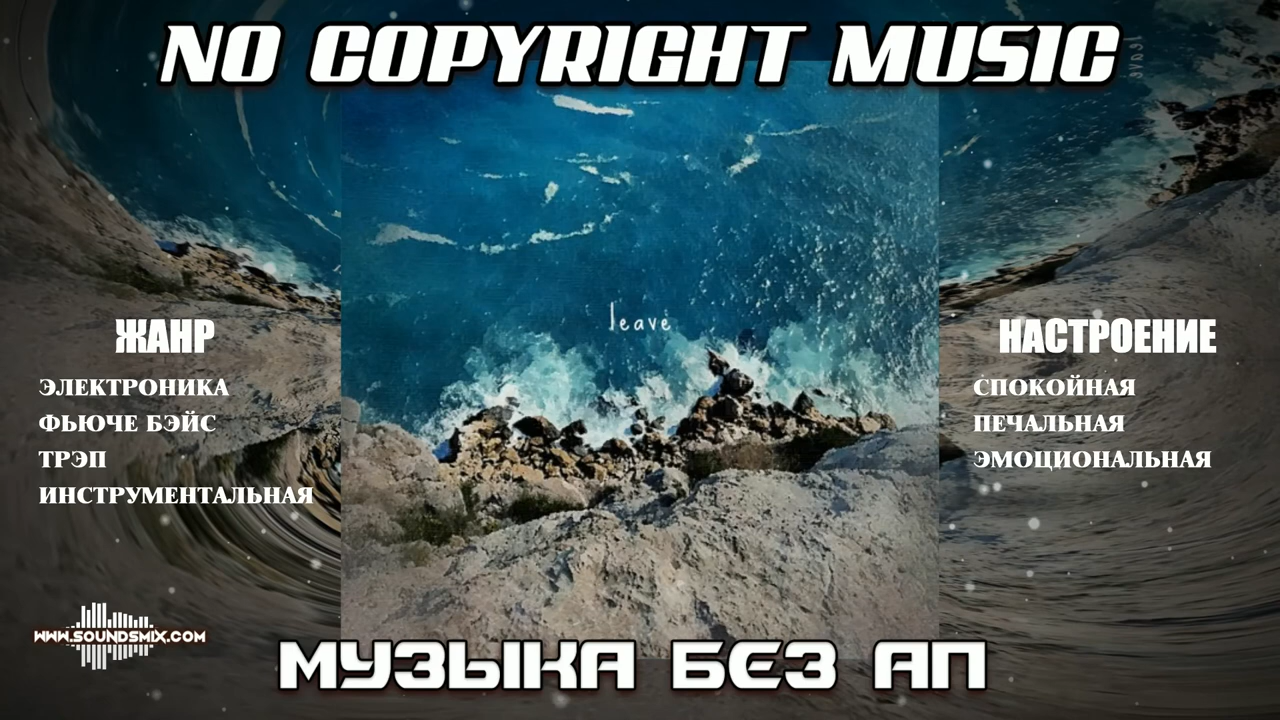 NO COPYRIGHT MUSIC
leave
leave
ЖАНР
ЭЛЕКТРОНИКА
ФЬЮЧЕ БЭЙС
ТРЭП
ИНСТРУМЕНТАЛЬНАЯ
НАСТРОЕНИЕ
СПОКОЙНАЯ
ПЕЧАЛЬНАЯ
ЭМОЦИОНАЛЬНАЯ
WWW.SOUNDSMIX.COM
МУЗЫКА БЕЗ АП